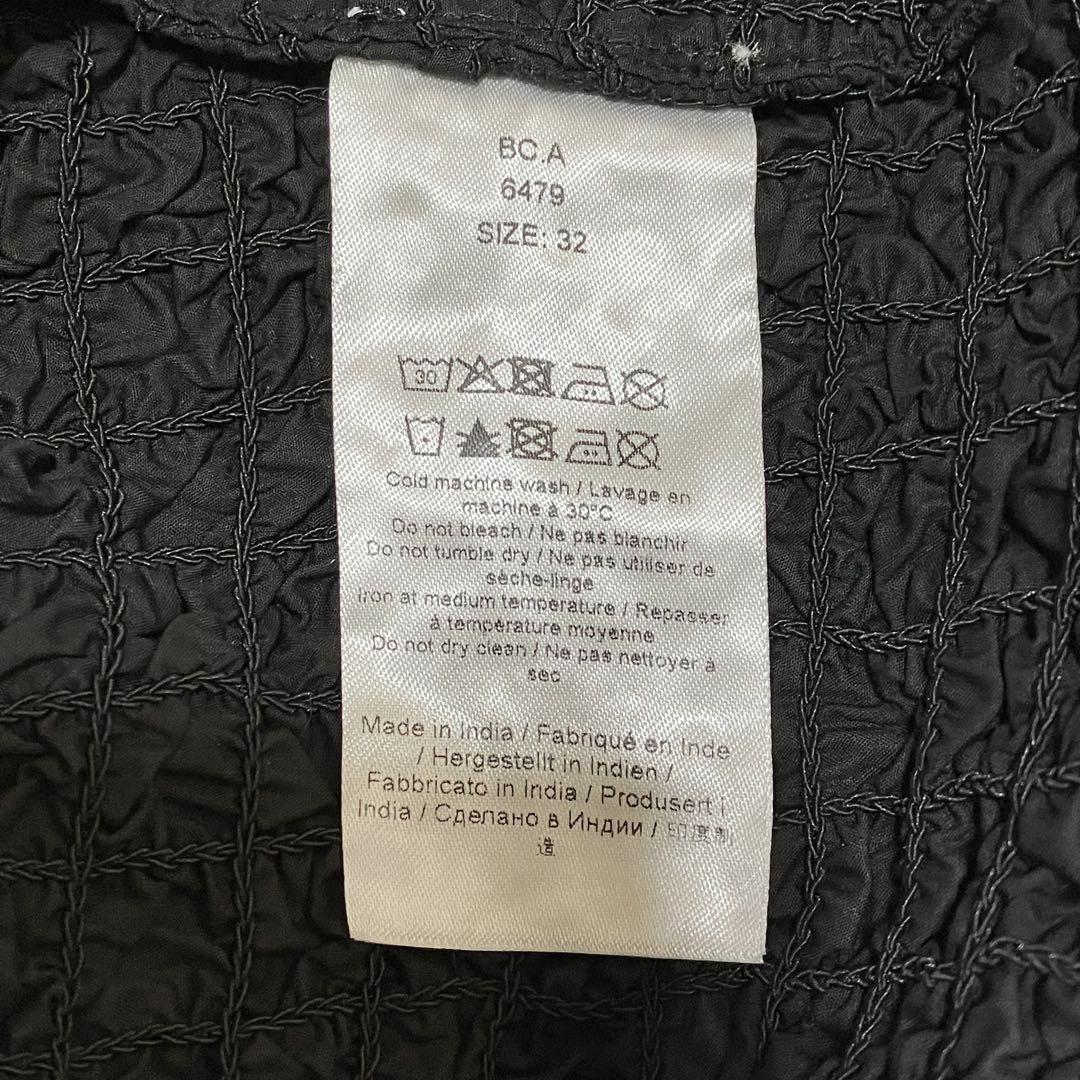 BC.A
6479
SIZE: 32
30
Cold machine wash / Lavage en
machine à 30°C
Do not bleach / Ne pas blanchir
Do not tumble dry / Ne pas utiliser de
sèche-linge
Iron at medium temperature / Repasser
à température moyenne
Do not dry clean / Ne pas nettoyer à
sec
Made in India / Fabriqué en Inde
/ Hergestellt in Indien /
Fabbricato in India / Produsert i
India / Сделано в Индии / 印度制
造